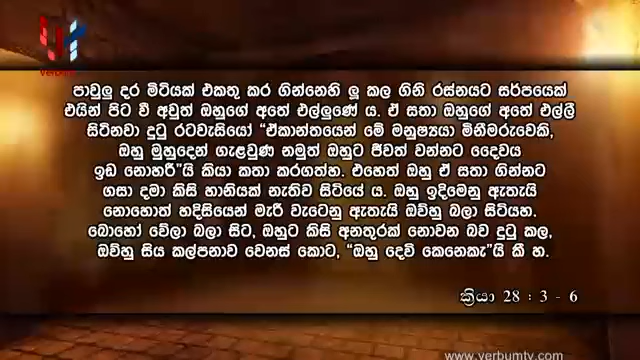 Verbum
පාවුලු දර මිටියක් එකතු කර ගින්නෙහි ලූ කල ගිනි රස්නයට සර්පයෙක්
එයින් පිට වී අවුත් ඔහුගේ අතේ එල්ලුණේ ය. ඒ සතා ඔහුගේ අතේ එල්ලී
සිටිනවා දුටු රටවැසියෝ “ඒකාන්තයෙන් මේ මනුෂ්‍යයා මිනීමරුවෙකි,
ඔහු මුහුදෙන් ගැළවුණ නමුත් ඔහුට ජීවත් වන්නට දෛවය
ඉඩ නොහරී”යි කියා කතා කරගත්හ. එහෙත් ඔහු ඒ සතා ගින්නට
ගසා දමා කිසි හානියක් නැතිව සිටියේ ය. ඔහු ඉදිමෙනු ඇතැයි
නොහොත් හදිසියෙන් මැරී වැටෙනු ඇතැයි ඔව්හු බලා සිටියහ.
බොහෝ වේලා බලා සිට, ඔහුට කිසි අනතුරක් නොවන බව දුටු කල,
ඔව්හු සිය කල්පනාව වෙනස් කොට, “ඔහු දෙවි කෙනෙකැ”යි කී හ.
ක්‍රියා 28 : 3 - 6
www.verbumtv.com